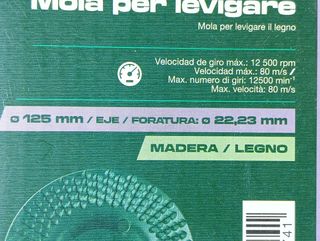 Mola per levigare
Mola per levigare il legno
Velocidad de giro máx.: 12 500 rpm
Velocidad máx.: 80 m/s /
Max. numero di giri: 12500 min⁻¹
Max. velocità: 80 m/s
ø 125 mm / EJE / FORATURA: ø 22,23 mm
MADERA / LEGNO
41